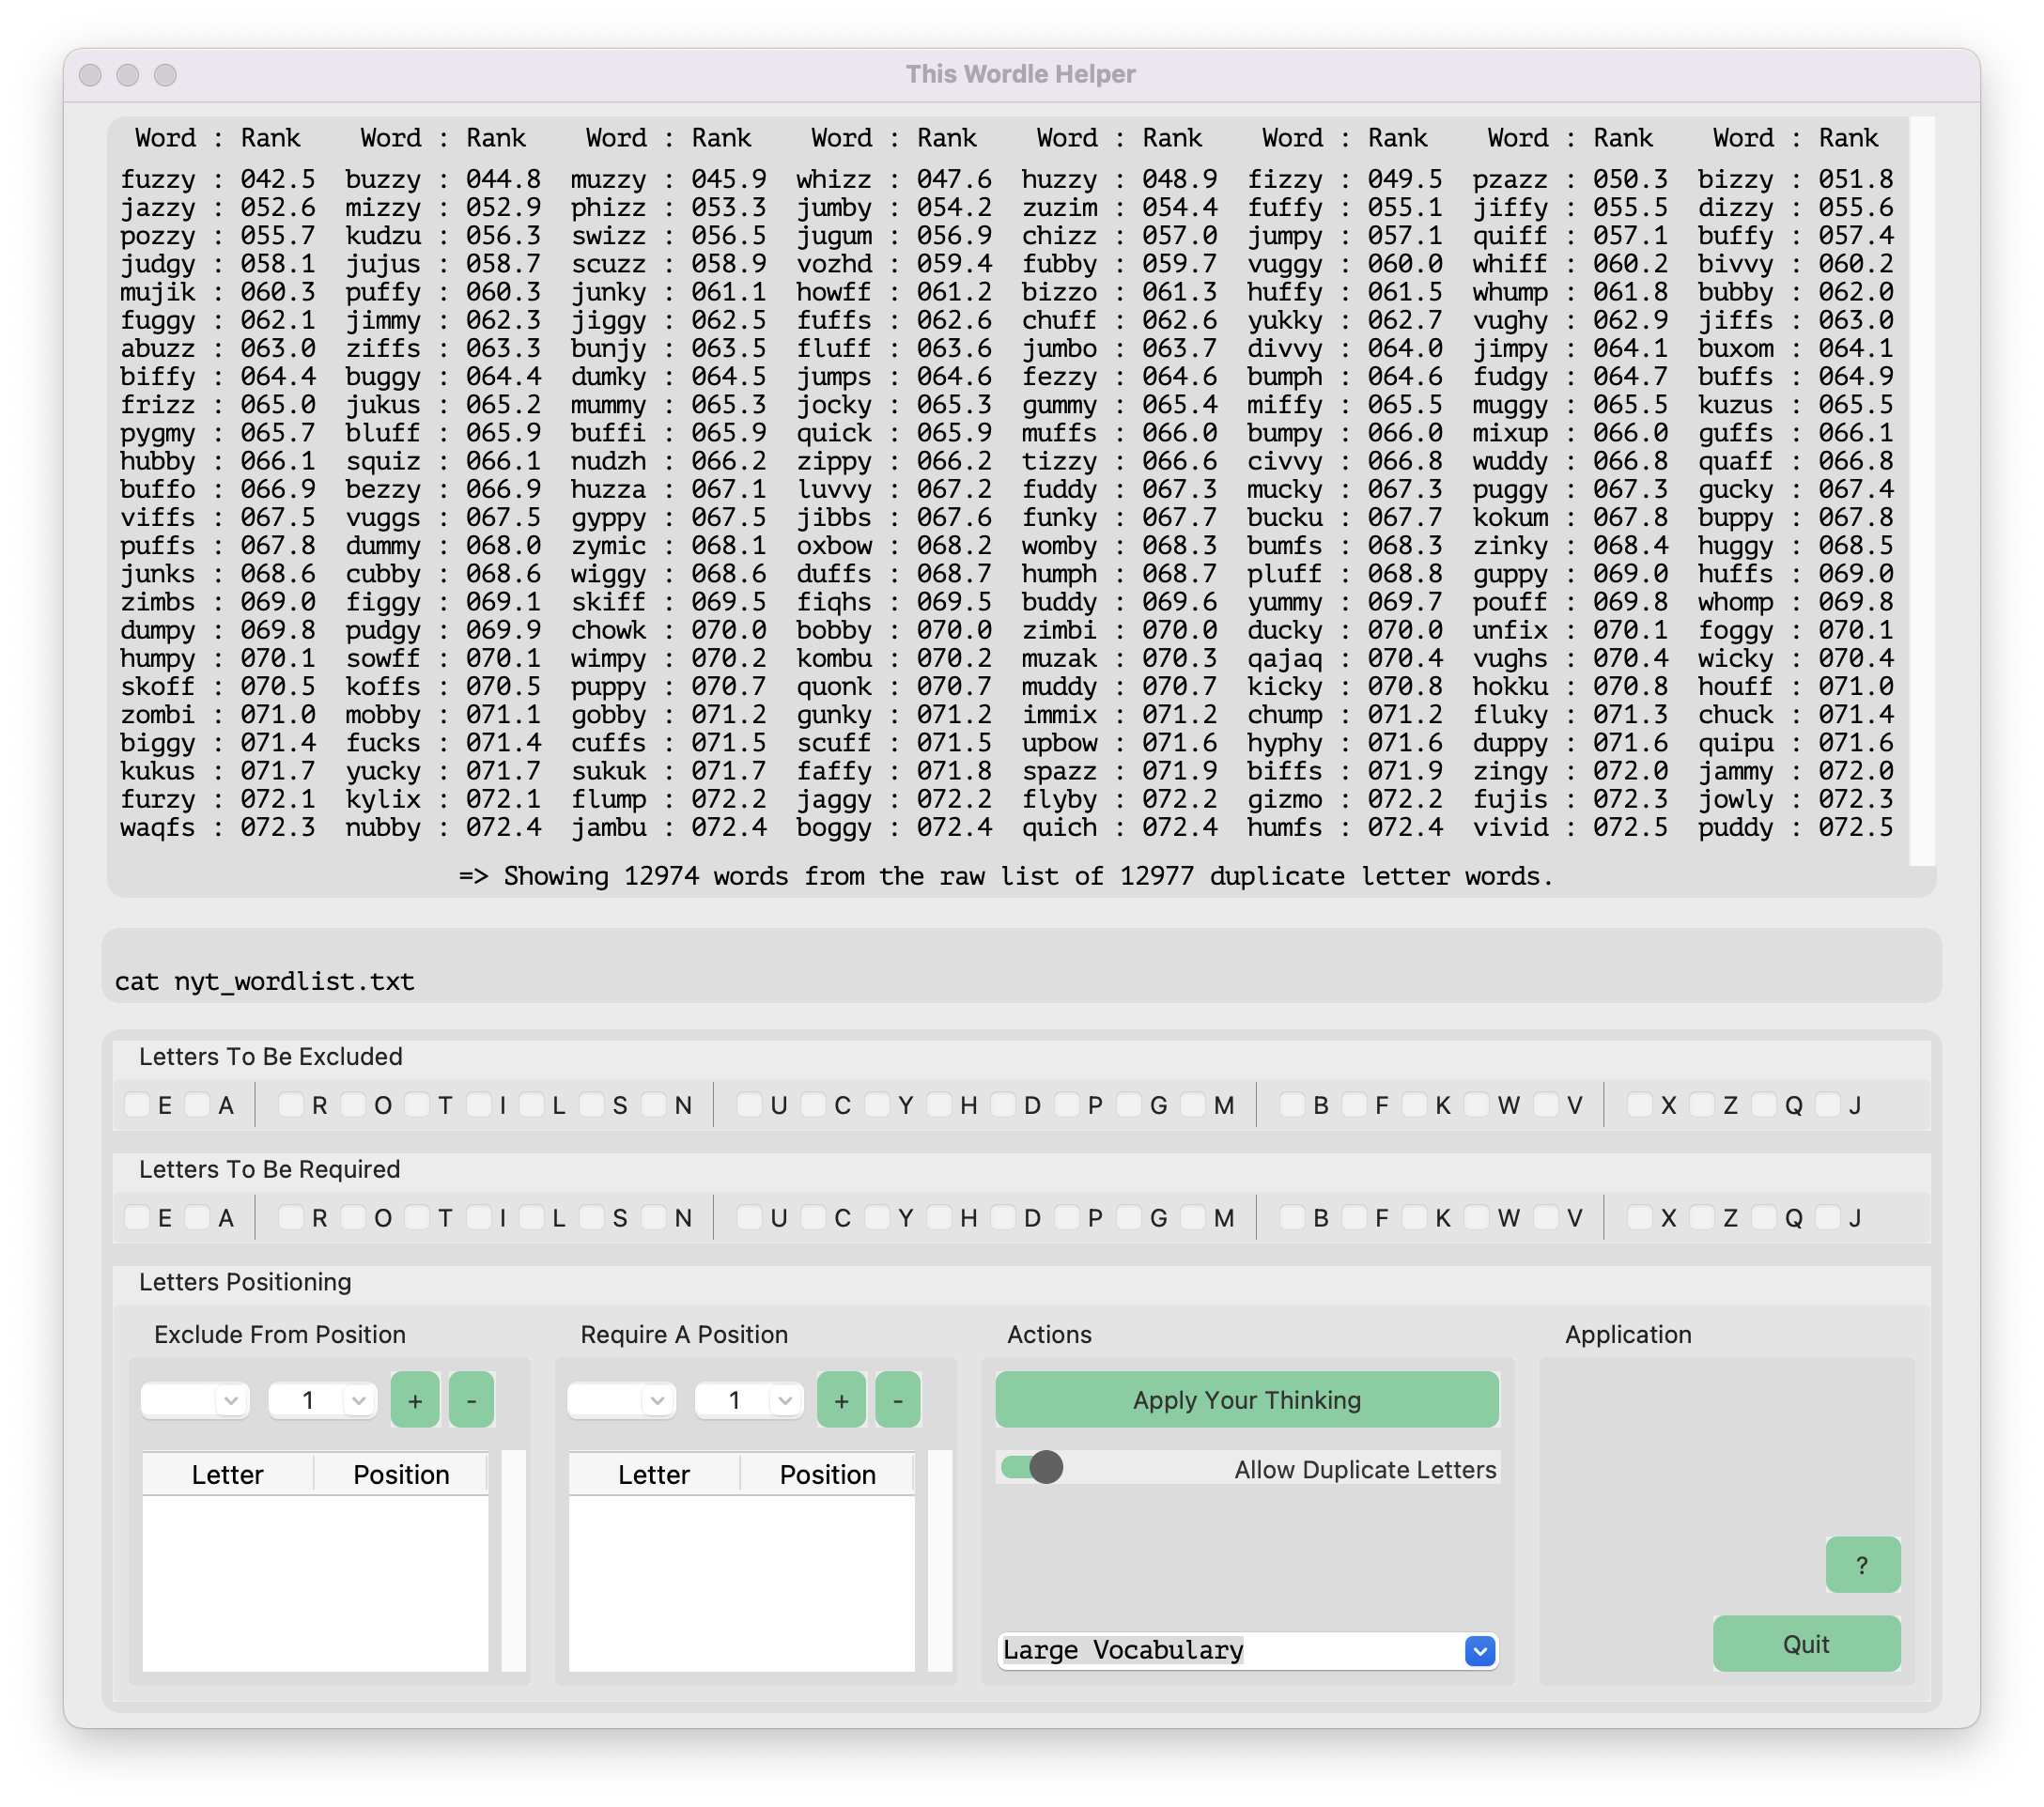 This Wordle Helper
Word : Rank Word : Rank Word : Rank Word : Rank Word : Rank Word : Rank Word : Rank Word : Rank
fuzzy : 042.5 buzzy : 044.8 muzzy : 045.9 whizz : 047.6 huzzy : 048.9 fizzy : 049.5 pzazz : 050.3 bizzy : 051.8
jazzy : 052.6 mizzy : 052.9 phizz : 053.3 jumby : 054.2 zuzim : 054.4 fuffy : 055.1 jiffy : 055.5 dizzy : 055.6
pozzy : 055.7 kudzu : 056.3 swizz : 056.5 jugum : 056.9 chizz : 057.0 jumpy : 057.1 quiff : 057.1 buffy : 057.4
judgy : 058.1 jujus : 058.7 scuzz : 058.9 vozhd : 059.4 fubby : 059.7 vuggy : 060.0 whiff : 060.2 bivvy : 060.2
mujik : 060.3 puffy : 060.3 junky : 061.1 howff : 061.2 bizzo : 061.3 huffy : 061.5 whump : 061.8 bubby : 062.0
fuggy : 062.1 jimmy : 062.3 jiggy : 062.5 fuffs : 062.6 chuff : 062.6 yukky : 062.7 vughy : 062.9 jiffs : 063.0
abuzz : 063.0 ziffs : 063.3 bunjy : 063.5 fluff : 063.6 jumbo : 063.7 divvy : 064.0 jimpy : 064.1 buxom : 064.1
biffy : 064.4 buggy : 064.4 dumky : 064.5 jumps : 064.6 fezzy : 064.6 bumph : 064.6 fudgy : 064.7 buffs : 064.9
frizz : 065.0 jukus : 065.2 mummy : 065.3 jocky : 065.3 gummy : 065.4 miffy : 065.5 muggy : 065.5 kuzus : 065.5
pygmy : 065.7 bluff : 065.9 buffi : 065.9 quick : 065.9 muffs : 066.0 bumpy : 066.0 mixup : 066.0 guffs : 066.1
hubby : 066.1 squiz : 066.1 nudzh : 066.2 zippy : 066.2 tizzy : 066.6 civvy : 066.8 wuddy : 066.8 quaff : 066.8
buffo : 066.9 bezzy : 066.9 huzza : 067.1 luvvy : 067.2 fuddy : 067.3 mucky : 067.3 puggy : 067.3 gucky : 067.4
viffs : 067.5 vuggs : 067.5 gyppy : 067.5 jibbs : 067.6 funky : 067.7 bucku : 067.7 kokum : 067.8 buppy : 067.8
puffs : 067.8 dummy : 068.0 zymic : 068.1 oxbow : 068.2 womby : 068.3 bumfs : 068.3 zinky : 068.4 huggy : 068.5
junks : 068.6 cubby : 068.6 wiggy : 068.6 duffs : 068.7 humph : 068.7 pluff : 068.8 guppy : 069.0 huffs : 069.0
zimbs : 069.0 figgy : 069.1 skiff : 069.5 fiqhs : 069.5 buddy : 069.6 yummy : 069.7 pouff : 069.8 whomp : 069.8
dumpy : 069.8 pudgy : 069.9 chowk : 070.0 bobby : 070.0 zimbi : 070.0 ducky : 070.0 unfix : 070.1 foggy : 070.1
humpy : 070.1 sowff : 070.1 wimpy : 070.2 kombu : 070.2 muzak : 070.3 qajaq : 070.4 vughs : 070.4 wicky : 070.4
skoff : 070.5 koffs : 070.5 puppy : 070.7 quonk : 070.7 muddy : 070.7 kicky : 070.8 hokku : 070.8 houff : 071.0
zombi : 071.0 mobby : 071.1 gobby : 071.2 gunky : 071.2 immix : 071.2 chump : 071.2 fluky : 071.3 chuck : 071.4
biggy : 071.4 fucks : 071.4 cuffs : 071.5 scuff : 071.5 upbow : 071.6 hyphy : 071.6 duppy : 071.6 quipu : 071.6
kukus : 071.7 yucky : 071.7 sukuk : 071.7 faffy : 071.8 spazz : 071.9 biffs : 071.9 zingy : 072.0 jammy : 072.0
furzy : 072.1 kylix : 072.1 flump : 072.2 jaggy : 072.2 flyby : 072.2 gizmo : 072.2 fujis : 072.3 jowly : 072.3
waqfs : 072.3 nubby : 072.4 jambu : 072.4 boggy : 072.4 quich : 072.4 humfs : 072.4 vivid : 072.5 puddy : 072.5
=> Showing 12974 words from the raw list of 12977 duplicate letter words.
cat nyt_wordlist.txt
Letters To Be Excluded
E A R O T I L S N U C Y H D P G M B F K W V X Z Q J
Letters To Be Required
E A R O T I L S N U C Y H D P G M B F K W V X Z Q J
Letters Positioning
Exclude From Position Require A Position Actions Application
1 + - 1 + - Apply Your Thinking
Letter Position Letter Position Allow Duplicate Letters
?
Large Vocabulary Quit